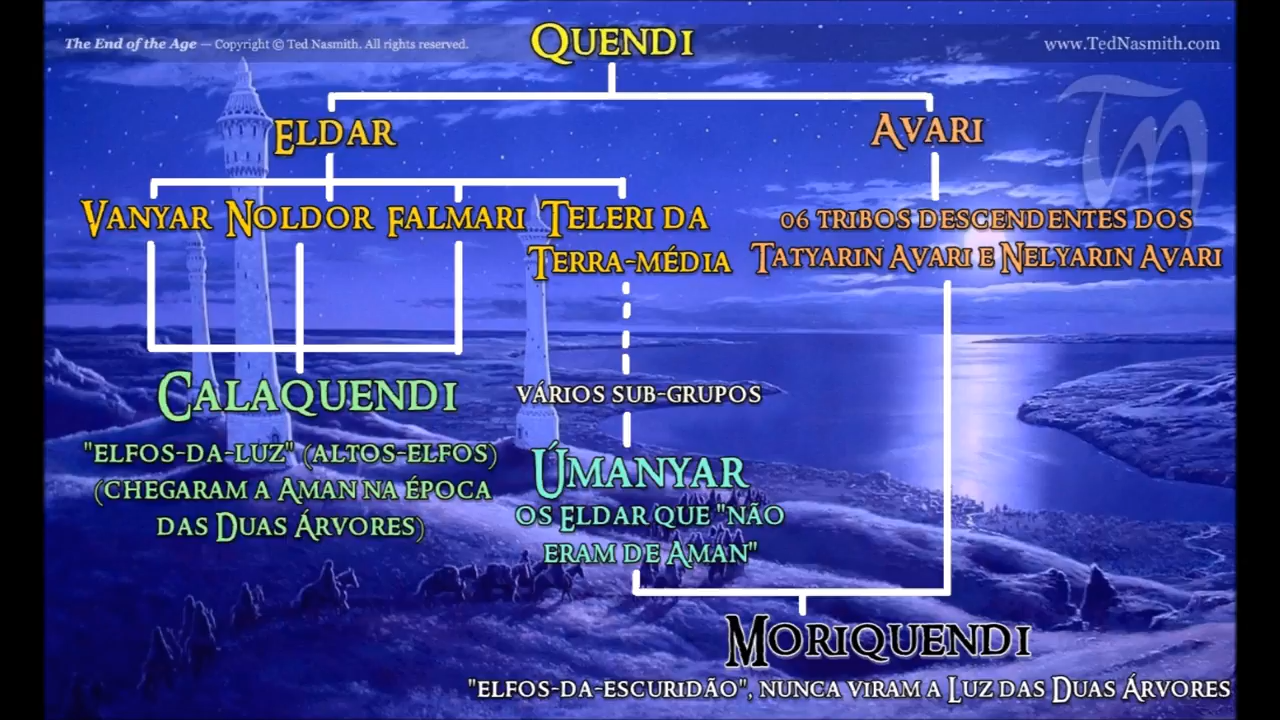 The End of the Age — Copyright © Ted Nasmith. All rights reserved.
Quendi
www.TedNasmith.com
Eldar
Avari
Vanyar Noldor Falmari Teleri da
Terra-média
06 tribos descendentes dos
Tatyarin Avari e Nelyarin Avari
Calaquendi
"elfos-da-luz" (altos-elfos)
(chegaram a Aman na época
das Duas Árvores)
vários sub-grupos
Úmanyar
os Eldar que "não
eram de Aman"
Moriquendi
"elfos-da-escuridão", nunca viram a Luz das Duas Árvores
TN